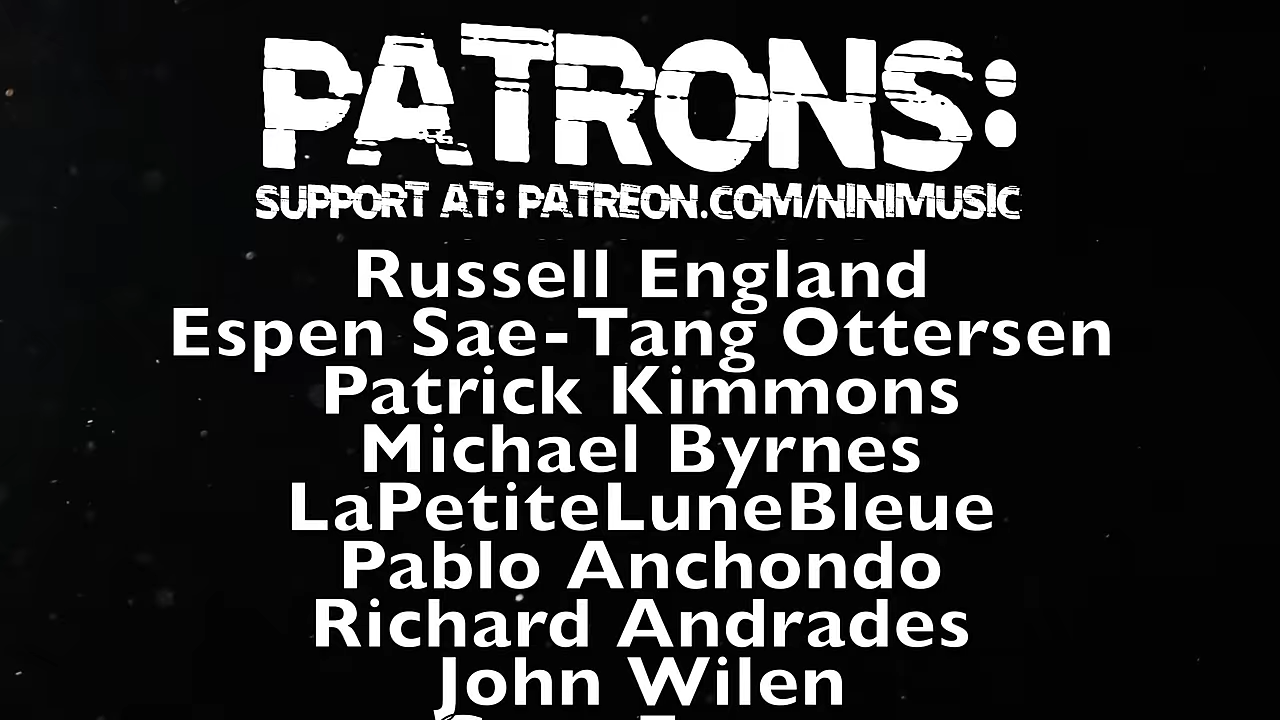 PATRONS:
SUPPORT AT: PATREON.COM/NINIMUSIC
Russell England
Espen Sae-Tang Ottersen
Patrick Kimmons
Michael Byrnes
LaPetiteLuneBleue
Pablo Anchondo
Richard Andrades
John Wilen